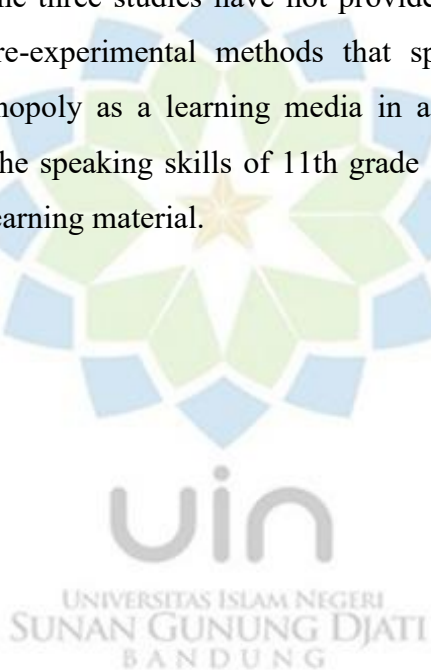 the three studies have not provide
re-experimental methods that sp
nopoly as a learning media in a
he speaking skills of 11th grade
earning material.
uin
UNIVERSITAS ISLAM NEGERI
SUNAN GUNUNG DJATI
BANDUNG